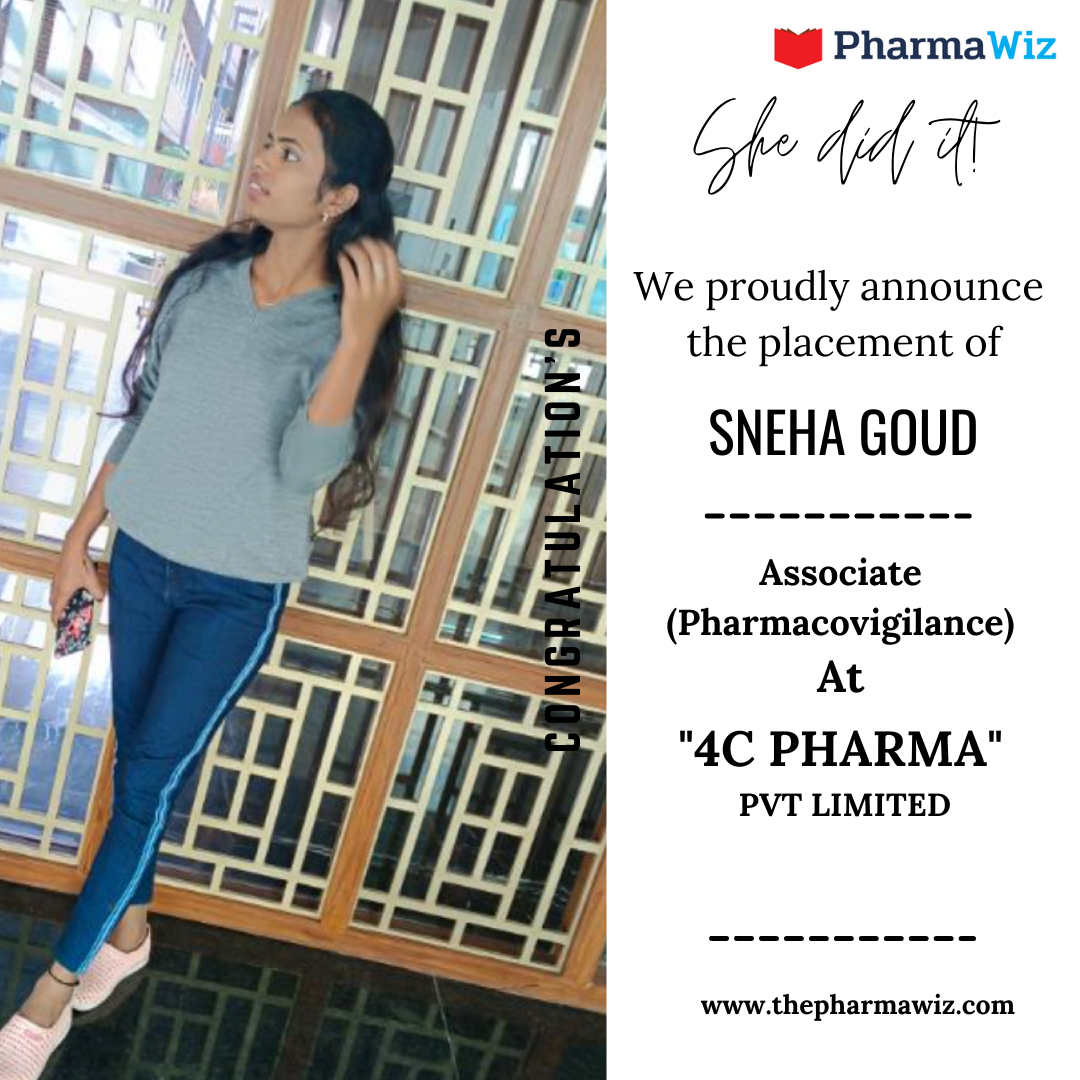 PharmaWiz
She did it!
We proudly announce
the placement of
SNEHA GOUD
Associate
(Pharmacovigilance)
At
"4C PHARMA"
PVT LIMITED
www.thepharmawiz.com
CONGRATULATION'S